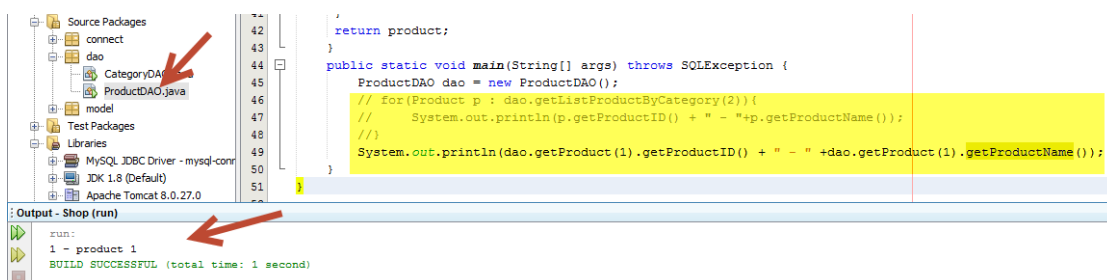 Source Packages
connect
dao
ProductDAO.java
model
Test Packages
Libraries
MySQL JDBC Driver - mysql-conr
JDK 1.8 (Default)
Apache Tomcat 8.0.27.0
42 return product;
43 }
44 public static void main(String[] args) throws SQLException {
45 ProductDAO dao = new ProductDAO();
46 // for(Product p : dao.getListProductByCategory(2)){
47 // System.out.println(p.getProductID() + " - "+p.getProductName());
48 //}
49 System.out.println(dao.getProduct(1).getProductID() + " - " +dao.getProduct(1).getProductName());
50 }
51 }
Output - Shop (run)
run:
1 - product 1
BUILD SUCCESSFUL (total time: 1 second)